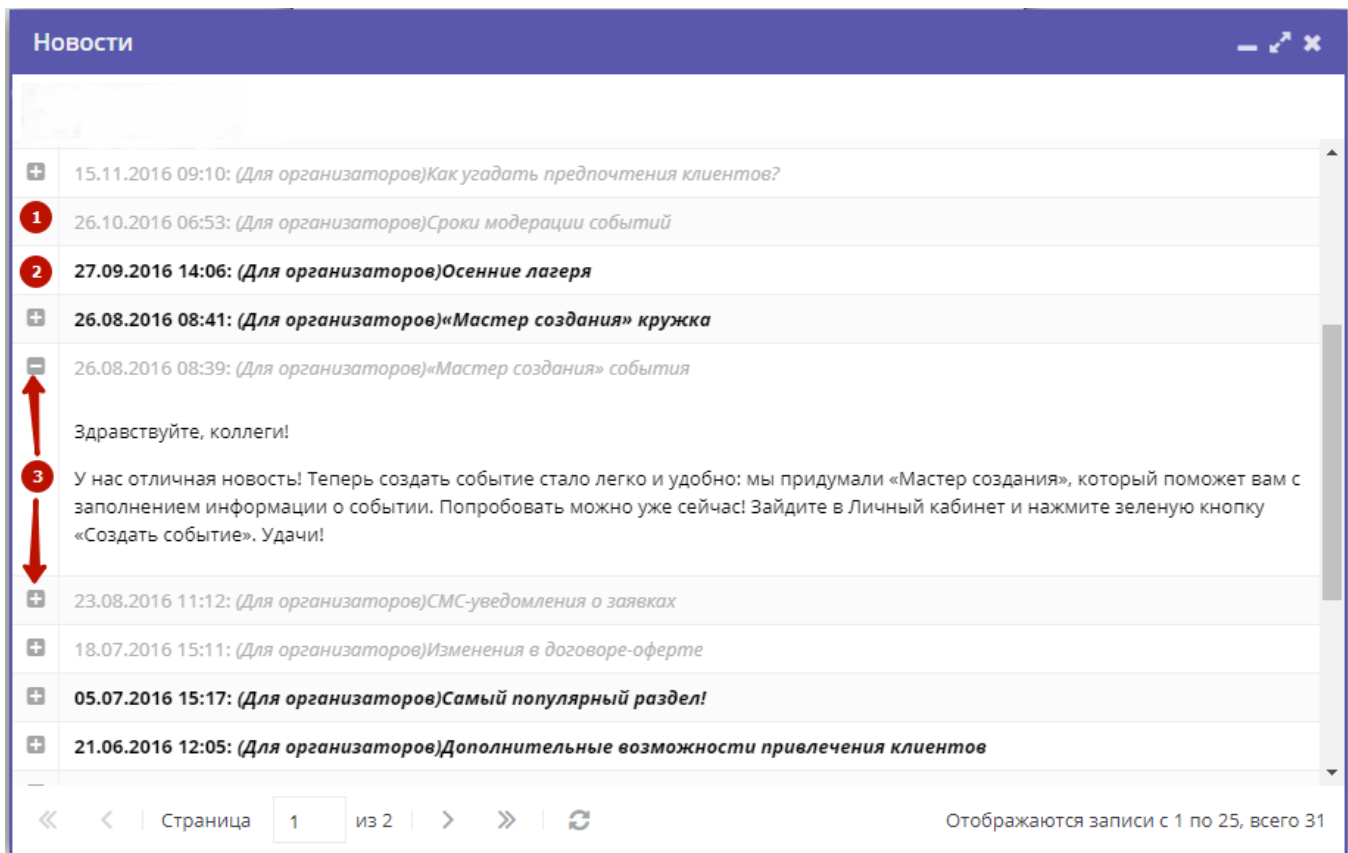 Новости
15.11.2016 09:10: (Для организаторов)Как угадать предпочтения клиентов?
1
26.10.2016 06:53: (Для организаторов)Сроки модерации событий
2
27.09.2016 14:06: (Для организаторов)Осенние лагеря
26.08.2016 08:41: (Для организаторов)«Мастер создания» кружка
26.08.2016 08:39: (Для организаторов)«Мастер создания» события
Здравствуйте, коллеги!
3
У нас отличная новость! Теперь создать событие стало легко и удобно: мы придумали «Мастер создания», который поможет вам с
заполнением информации о событии. Попробовать можно уже сейчас! Зайдите в Личный кабинет и нажмите зеленую кнопку
«Создать событие». Удачи!
23.08.2016 11:12: (Для организаторов)СМС-уведомления о заявках
18.07.2016 15:11: (Для организаторов)Изменения в договоре-оферте
05.07.2016 15:17: (Для организаторов)Самый популярный раздел!
21.06.2016 12:05: (Для организаторов)Дополнительные возможности привлечения клиентов
Страница 1 из 2
Отображаются записи с 1 по 25, всего 31